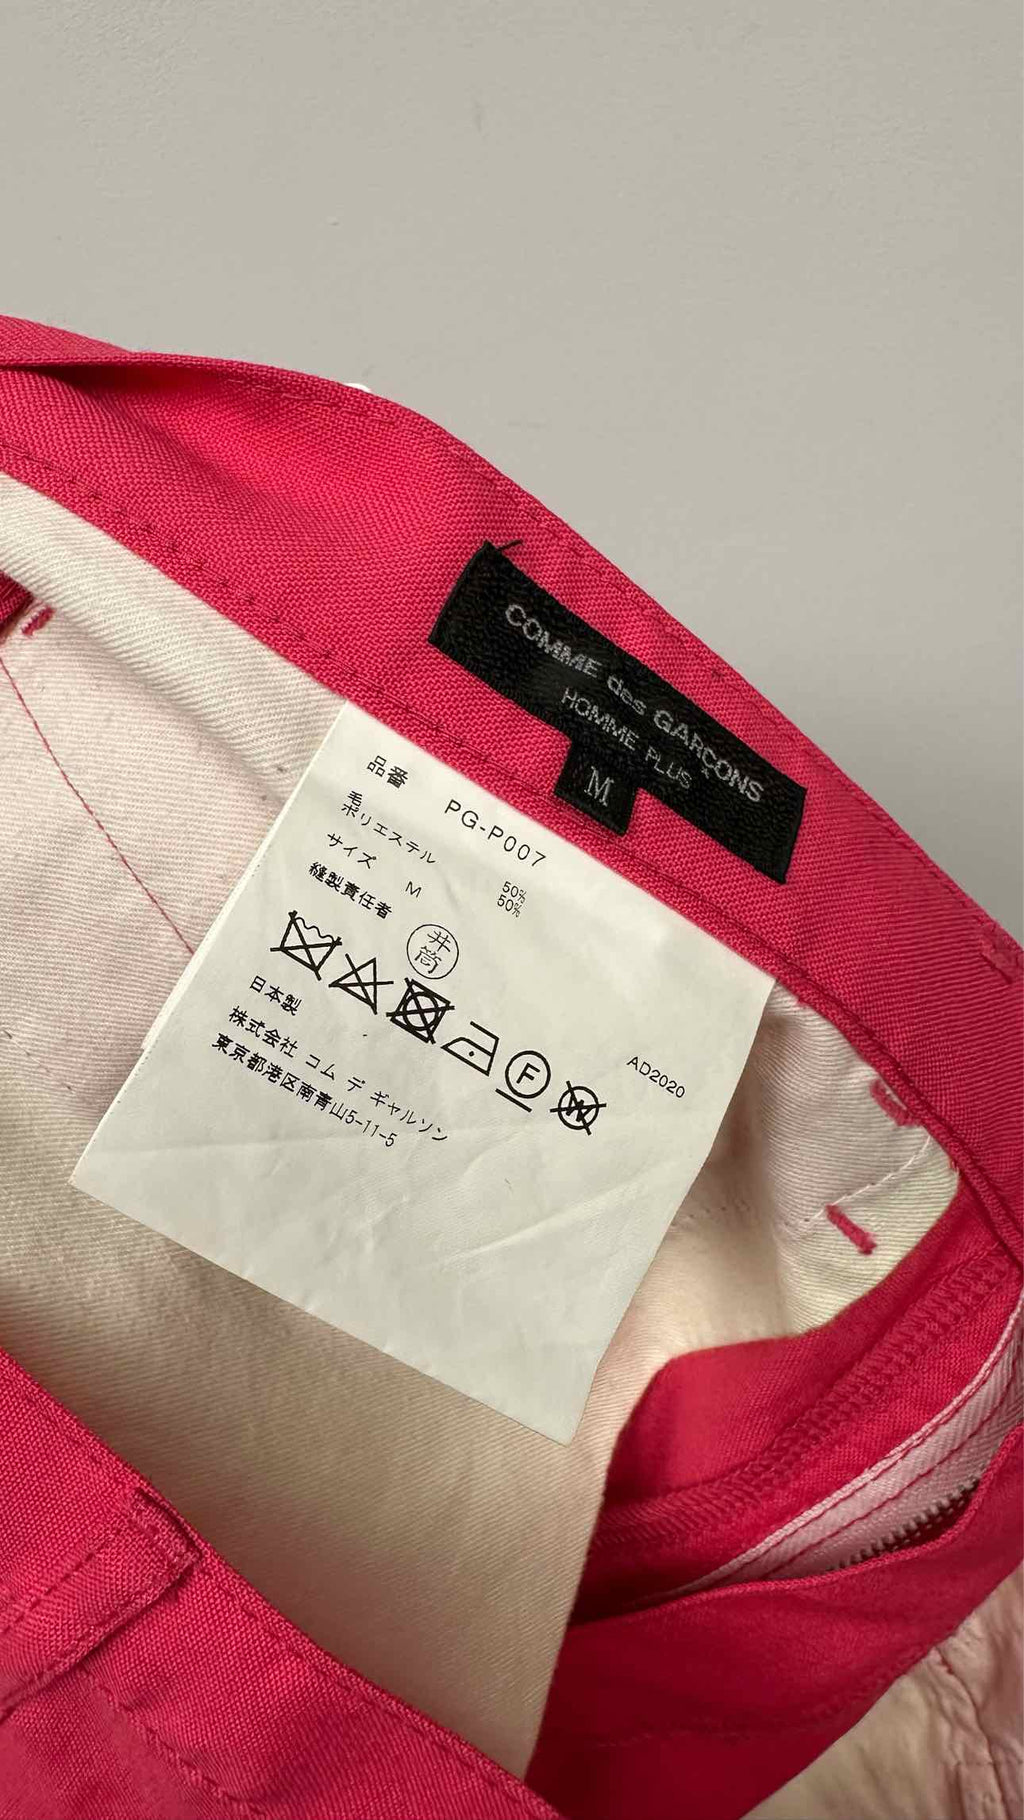 COMME des GARÇONS
HOMME PLUS
M
品番 PG-P007
毛 50%
ポリエステル 50%
サイズ M
縫製責任者 井筒
F
W
日本製
AD2020
株式会社 コム デ ギャルソン
東京都港区南青山5-11-5